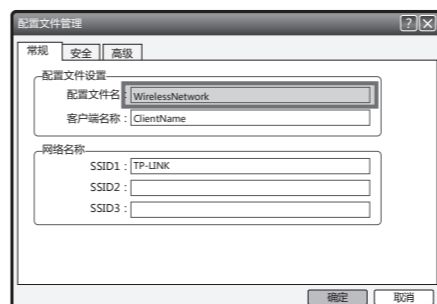 配置文件管理
常规 安全 高级
配置文件设置
配置文件名： WirelessNetwork
客户端名称： ClientName
网络名称
SSID1： TP-LINK
SSID2：
SSID3：
确定 取消